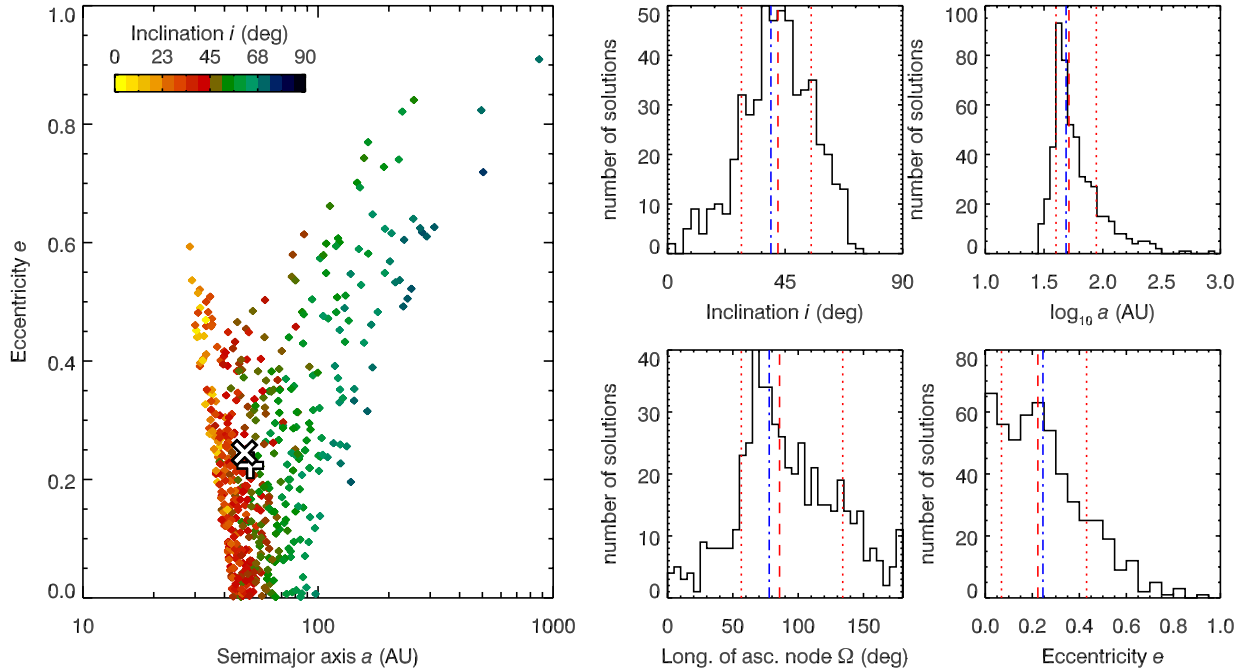 Inclination i (deg)
0 23 45 68 90
1.0
0.8
0.6
0.4
0.2
0.0
Eccentricity e
10 100 1000
Semimajor axis a (AU)
50
40
30
20
10
0
number of solutions
0 45 90
Inclination i (deg)
100
80
60
40
20
0
number of solutions
1.0 1.5 2.0 2.5 3.0
log10 a (AU)
40
30
20
10
0
number of solutions
0 50 100 150
Long. of asc. node Ω (deg)
80
60
40
20
0
number of solutions
0.0 0.2 0.4 0.6 0.8 1.0
Eccentricity e